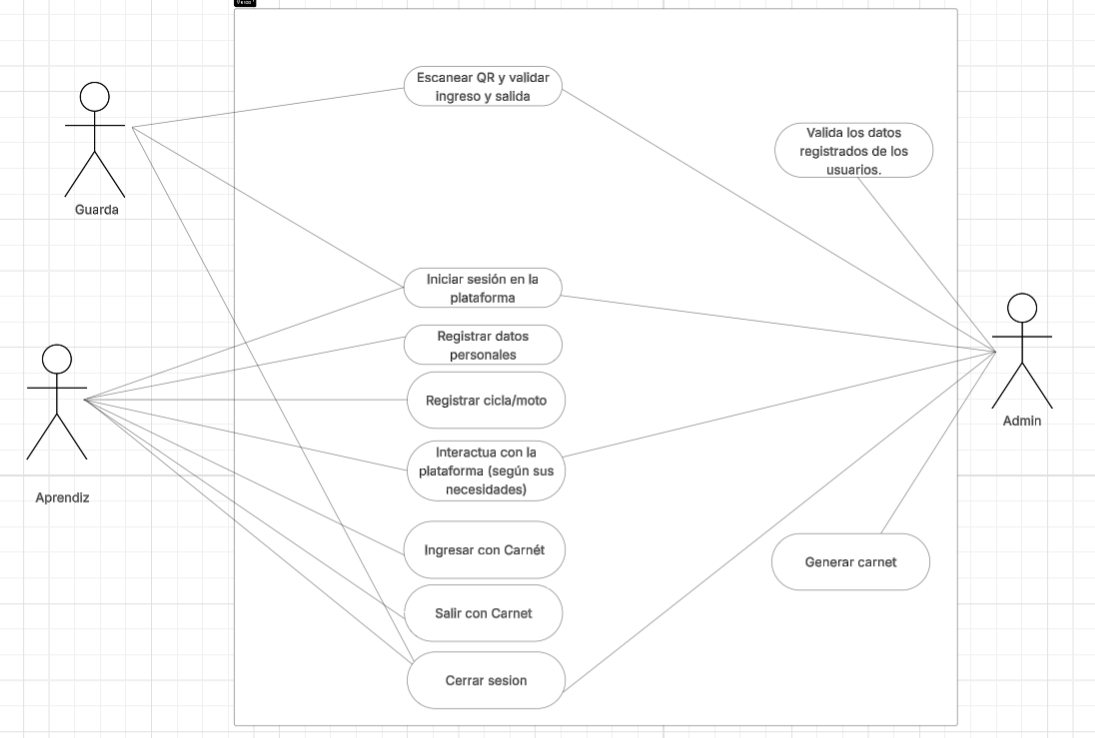 Escanear QR y validar
ingreso y salida
Valida los datos
registrados de los
usuarios.
Guarda
Iniciar sesión en la
plataforma
Registrar datos
personales
Registrar cicla/moto
Admin
Interactua con la
plataforma (según sus
necesidades)
Aprendiz
Ingresar con Carnét
Generar carnet
Salir con Carnet
Cerrar sesion